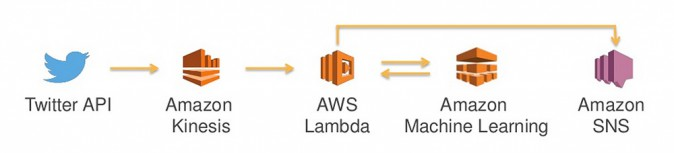 Twitter API
Amazon
Kinesis
AWS
Lambda
Amazon
Machine Learning
Amazon
SNS